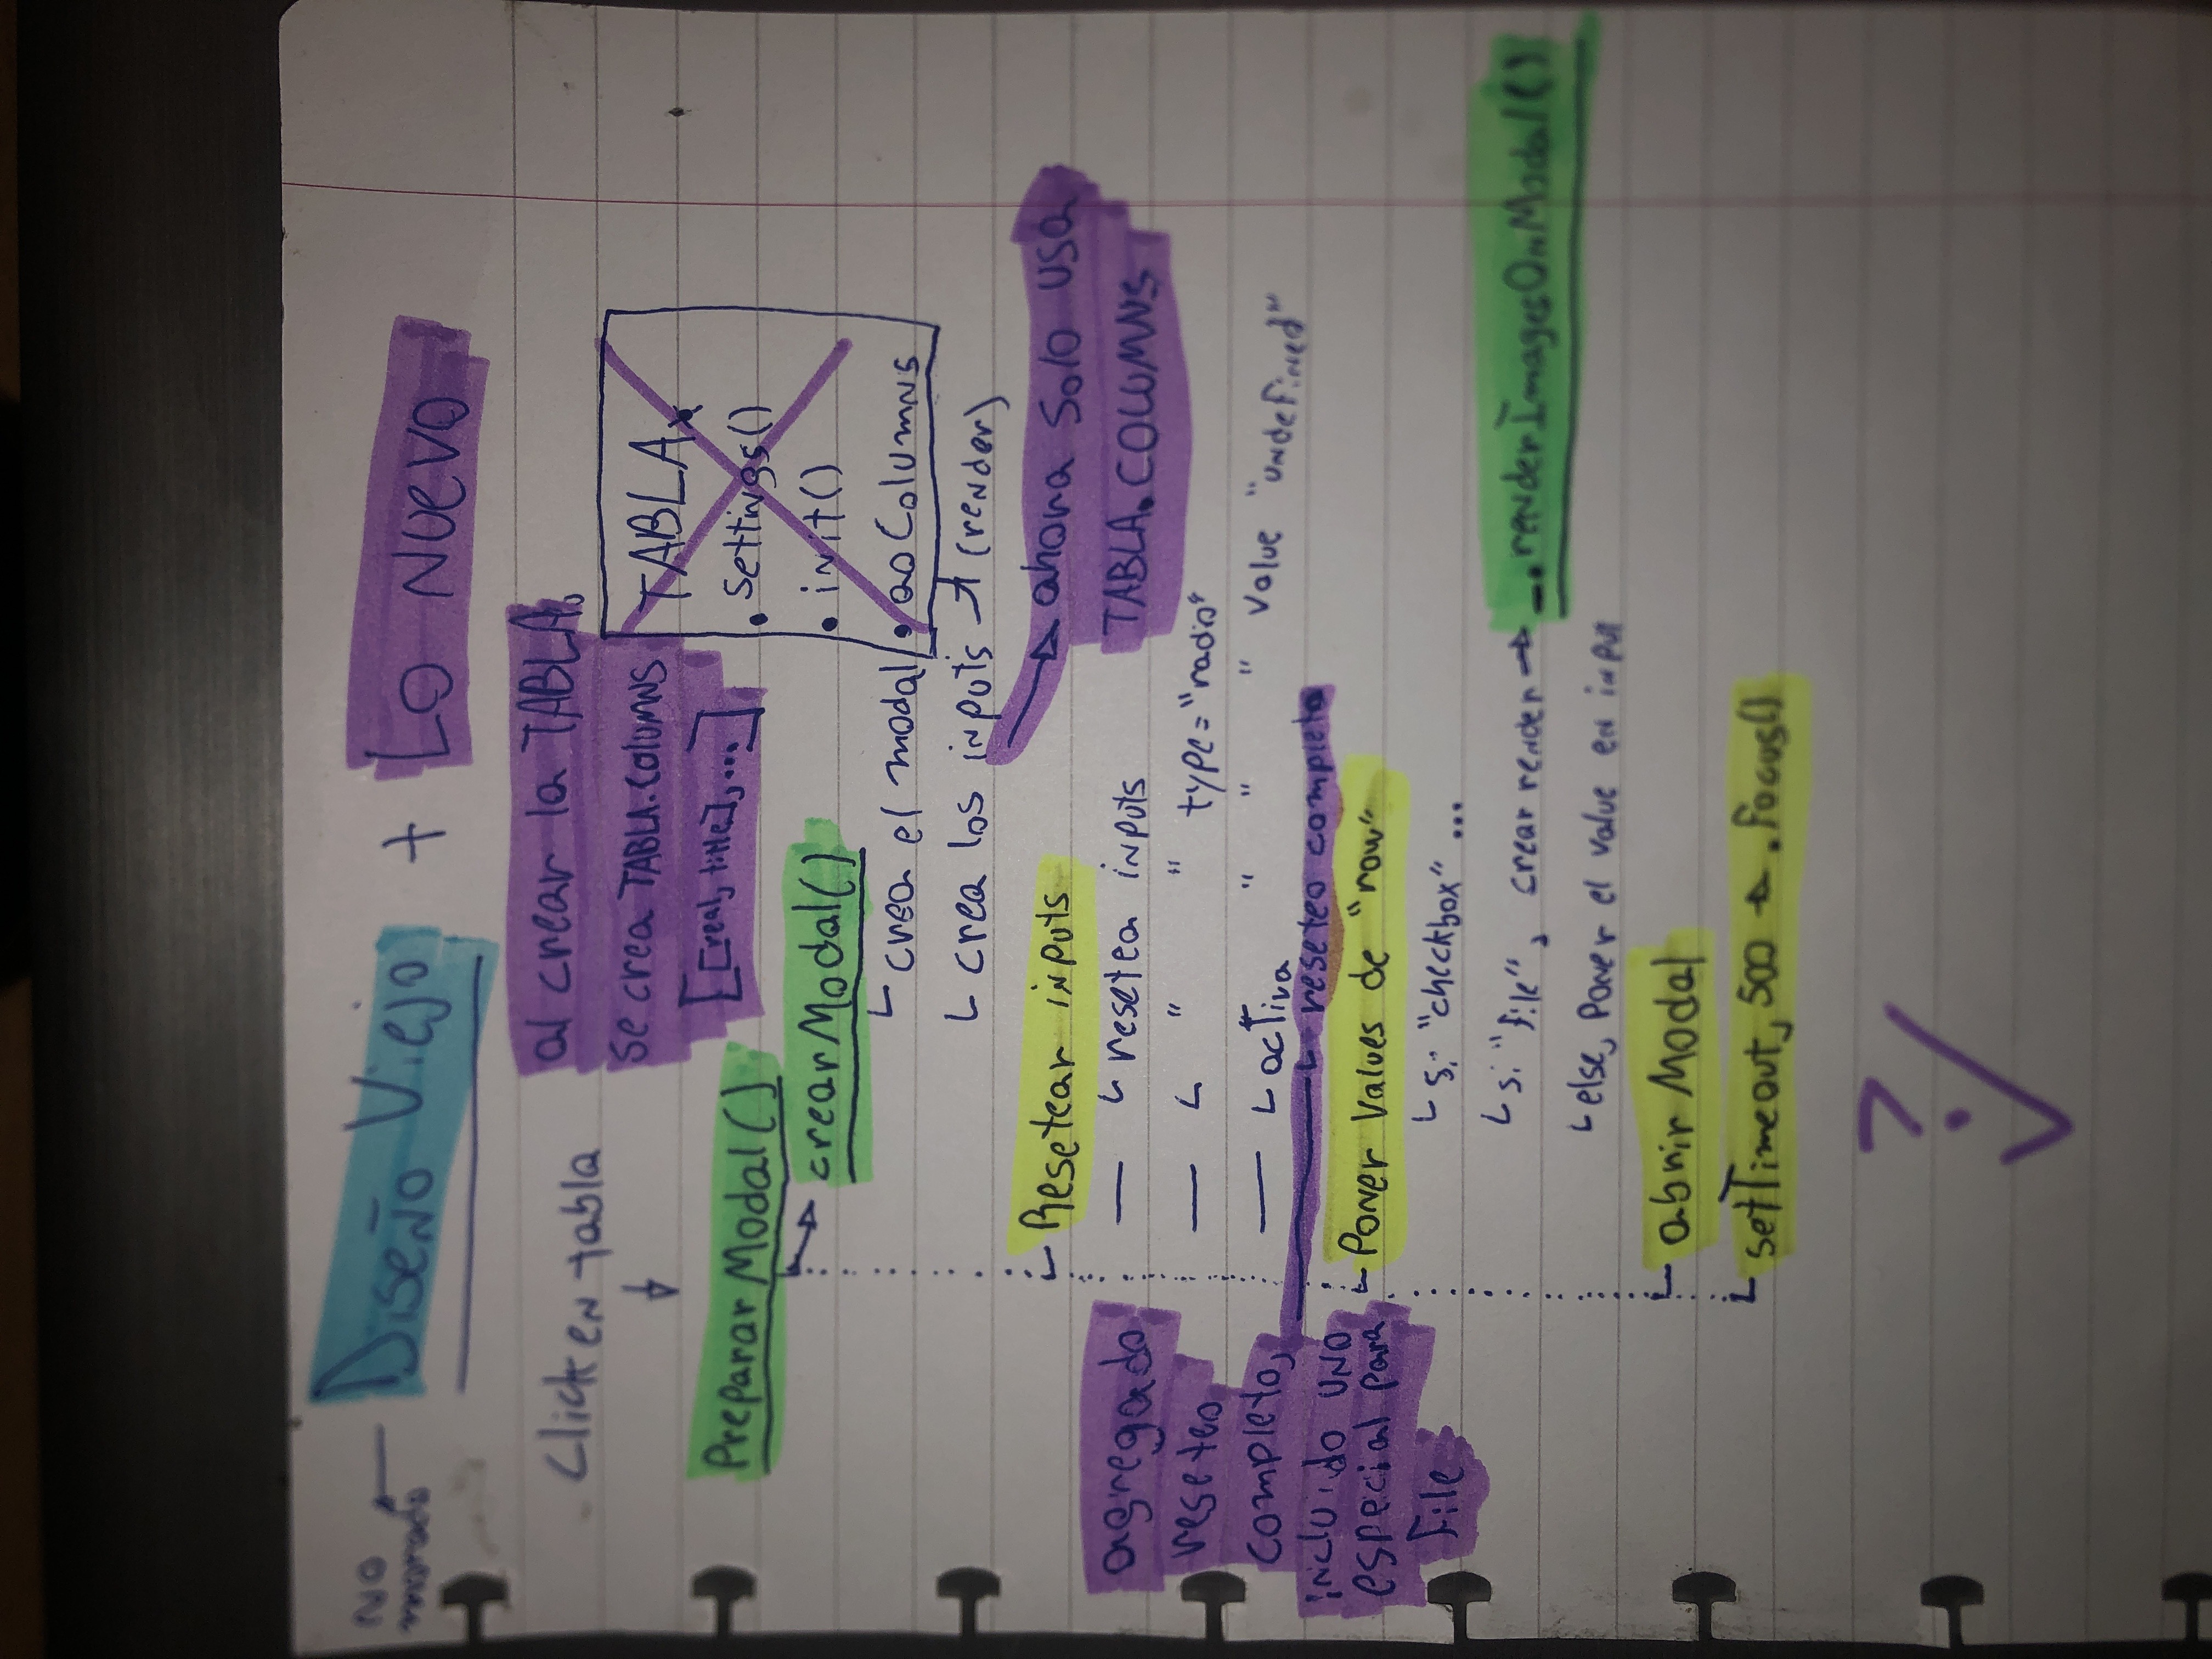 NO
morado ← Diseño Viejo + Lo Nuevo
Click en tabla
↓
al crear la TABLA.
se crea TABLA.COLUMNS
[[real, title],...]
TABLA.
• settings()
• init()
• aoColumns
PrepararModal()
crearModal()
└ crea el modal
└ crea los inputs → (render)
→ ahora solo usa
TABLA.COLUMNS
Resetear inputs
— └ resetea inputs
— └ " " type="radio"
— └ activa " " " value "undefined"
└ reseteo completo
agregado
reseteo
completo,
incluido uno
especial para
file
Poner values de "row"
└ si "checkbox" ...
└ si "file", crear render → _.renderImagesOnModal()
└ else, poner el value en input
abrir Modal
setTimeout, 500 → .focus()
?
✓